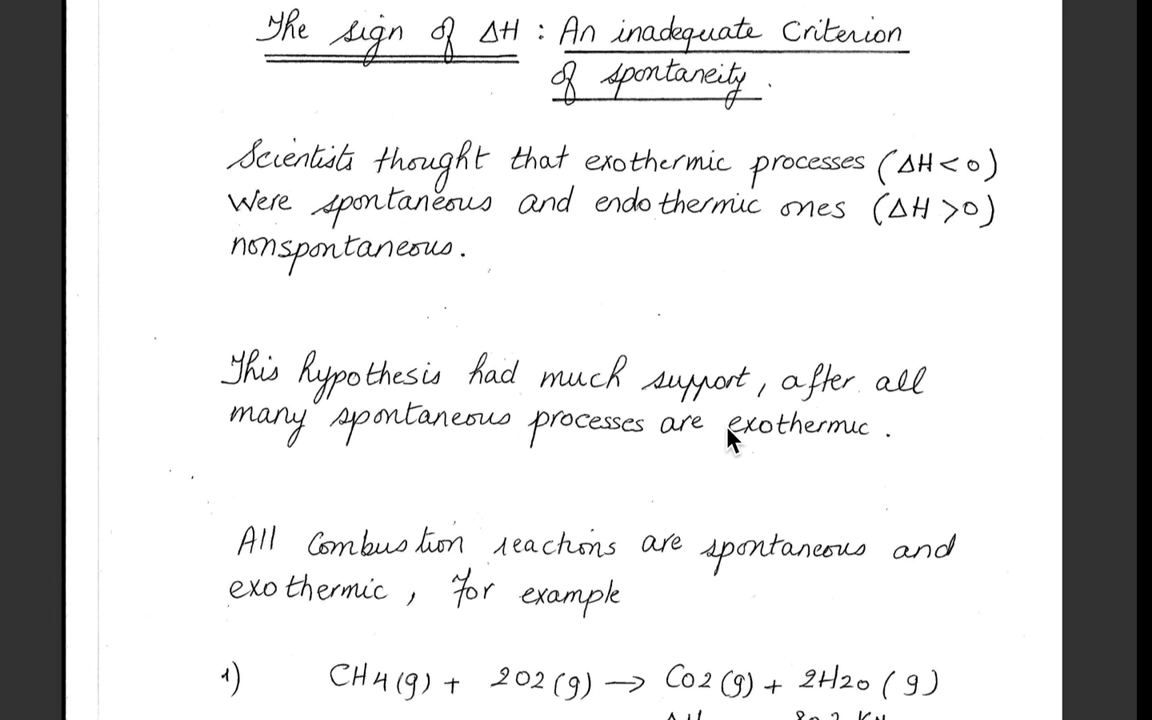 The sign of ΔH : An inadequate Criterion
of spontaneity.
Scientists thought that exothermic processes (ΔH<0)
were spontaneous and endothermic ones (ΔH>0)
nonspontaneous.
This hypothesis had much support, after all
many spontaneous processes are exothermic.
All Combustion reactions are spontaneous and
exothermic, for example
1) CH4(g) + 2O2(g) → CO2(g) + 2H2O(g)